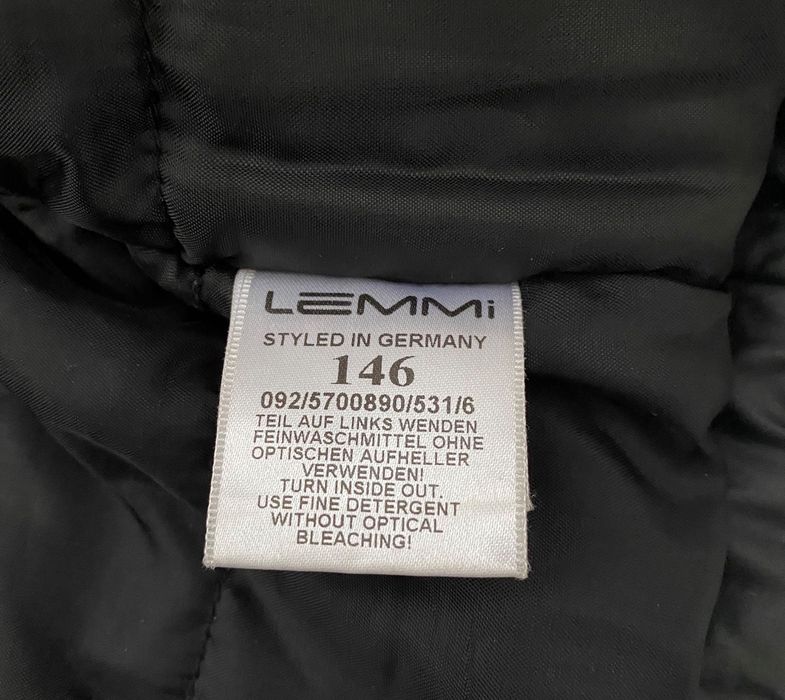 LEMMi
STYLED IN GERMANY
146
092/5700890/531/6
TEIL AUF LINKS WENDEN
FEINWASCHMITTEL OHNE
OPTISCHEN AUFHELLER
VERWENDEN!
TURN INSIDE OUT.
USE FINE DETERGENT
WITHOUT OPTICAL
BLEACHING!